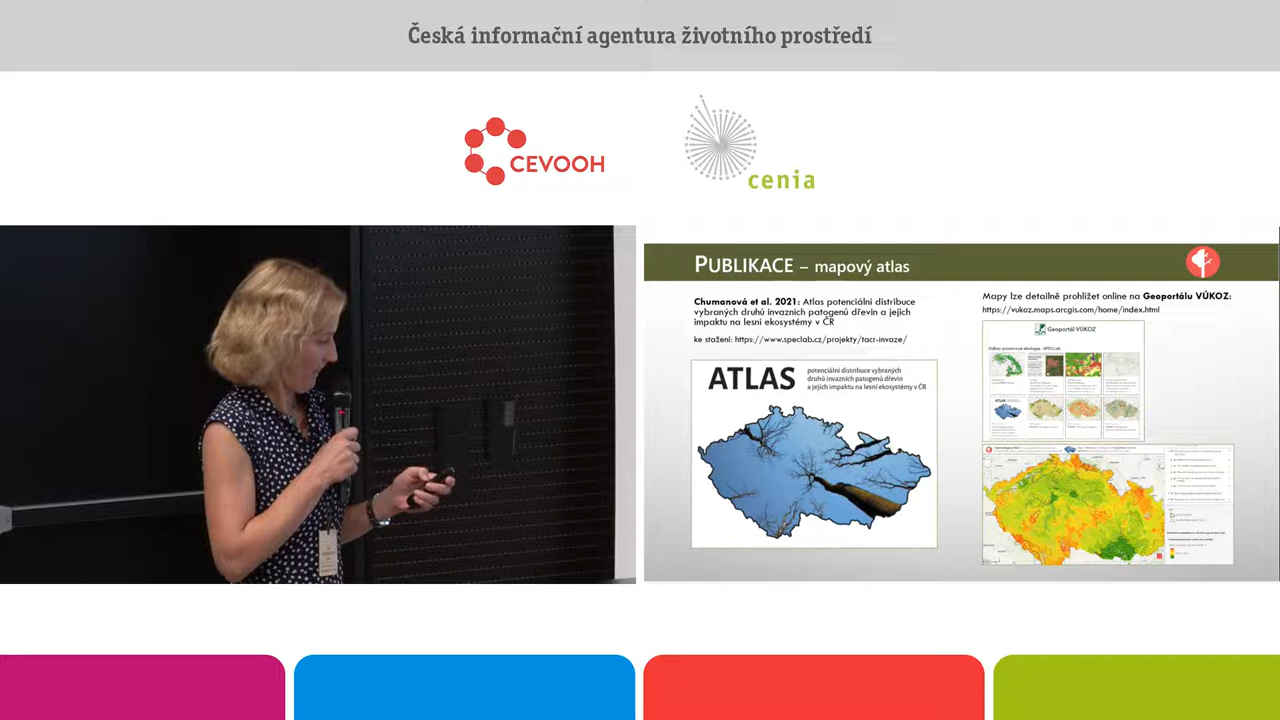 Česká informační agentura životního prostředí
CEVOOH
cenia
PUBLIKACE – mapový atlas
Chumanová et al. 2021: Atlas potenciální distribuce
vybraných druhů invazních patogenů dřevin a jejich
impaktu na lesní ekosystémy v ČR
ke stažení: https://www.speclab.cz/projekty/tacr-invaze/
ATLAS
potenciální distribuce vybraných
druhů invazních patogenů dřevin
a jejich impaktu na lesní ekosystémy v ČR
Mapy lze detailně prohlížet online na Geoportálu VÚKOZ:
https://vukoz.maps.arcgis.com/home/index.html
Geoportál VÚKOZ
ATLAS